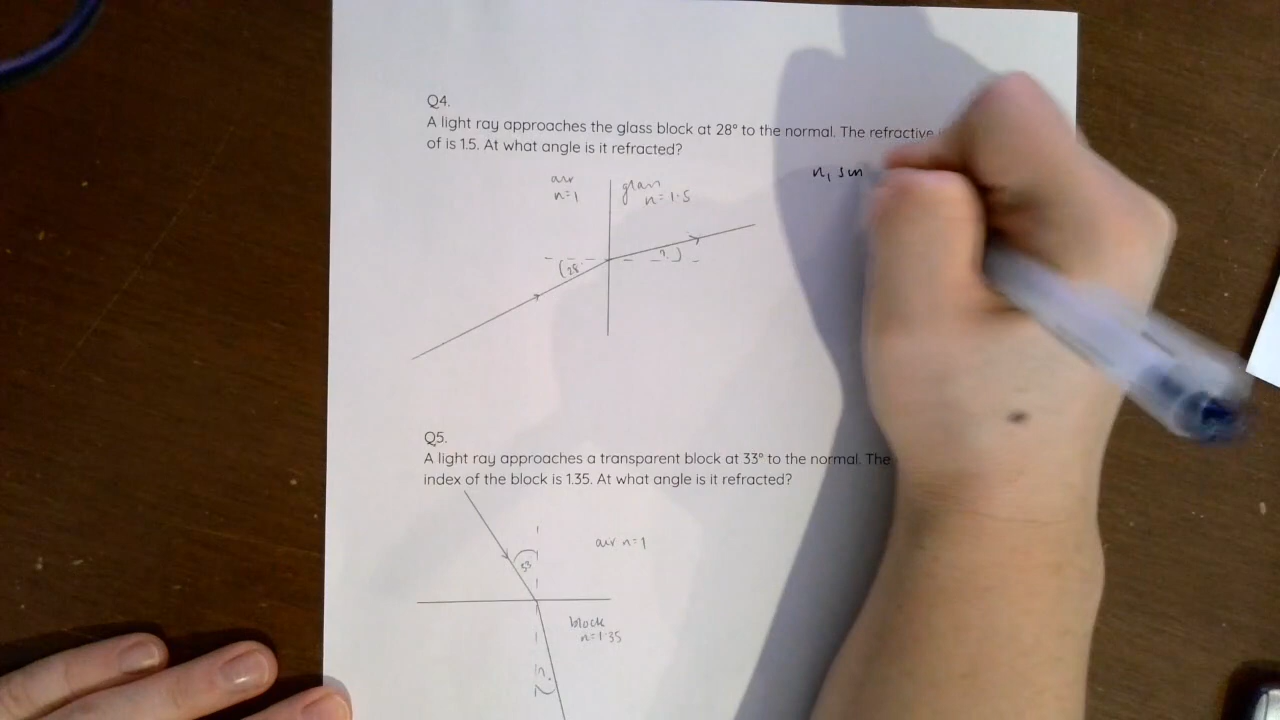 Q4.
A light ray approaches the glass block at 28° to the normal. The refractive
of is 1.5. At what angle is it refracted?
n₁ sin
air
n=1
glass
n=1.5
(28
?)
Q5.
A light ray approaches a transparent block at 33° to the normal. The
index of the block is 1.35. At what angle is it refracted?
air n=1
33
block
n=1.35
?